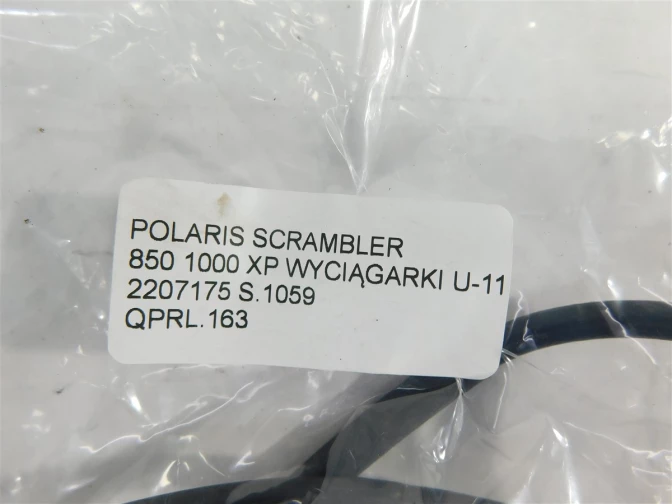 POLARIS SCRAMBLER
850 1000 XP WYCIĄGARKI U-11
2207175 S.1059
QPRL.163